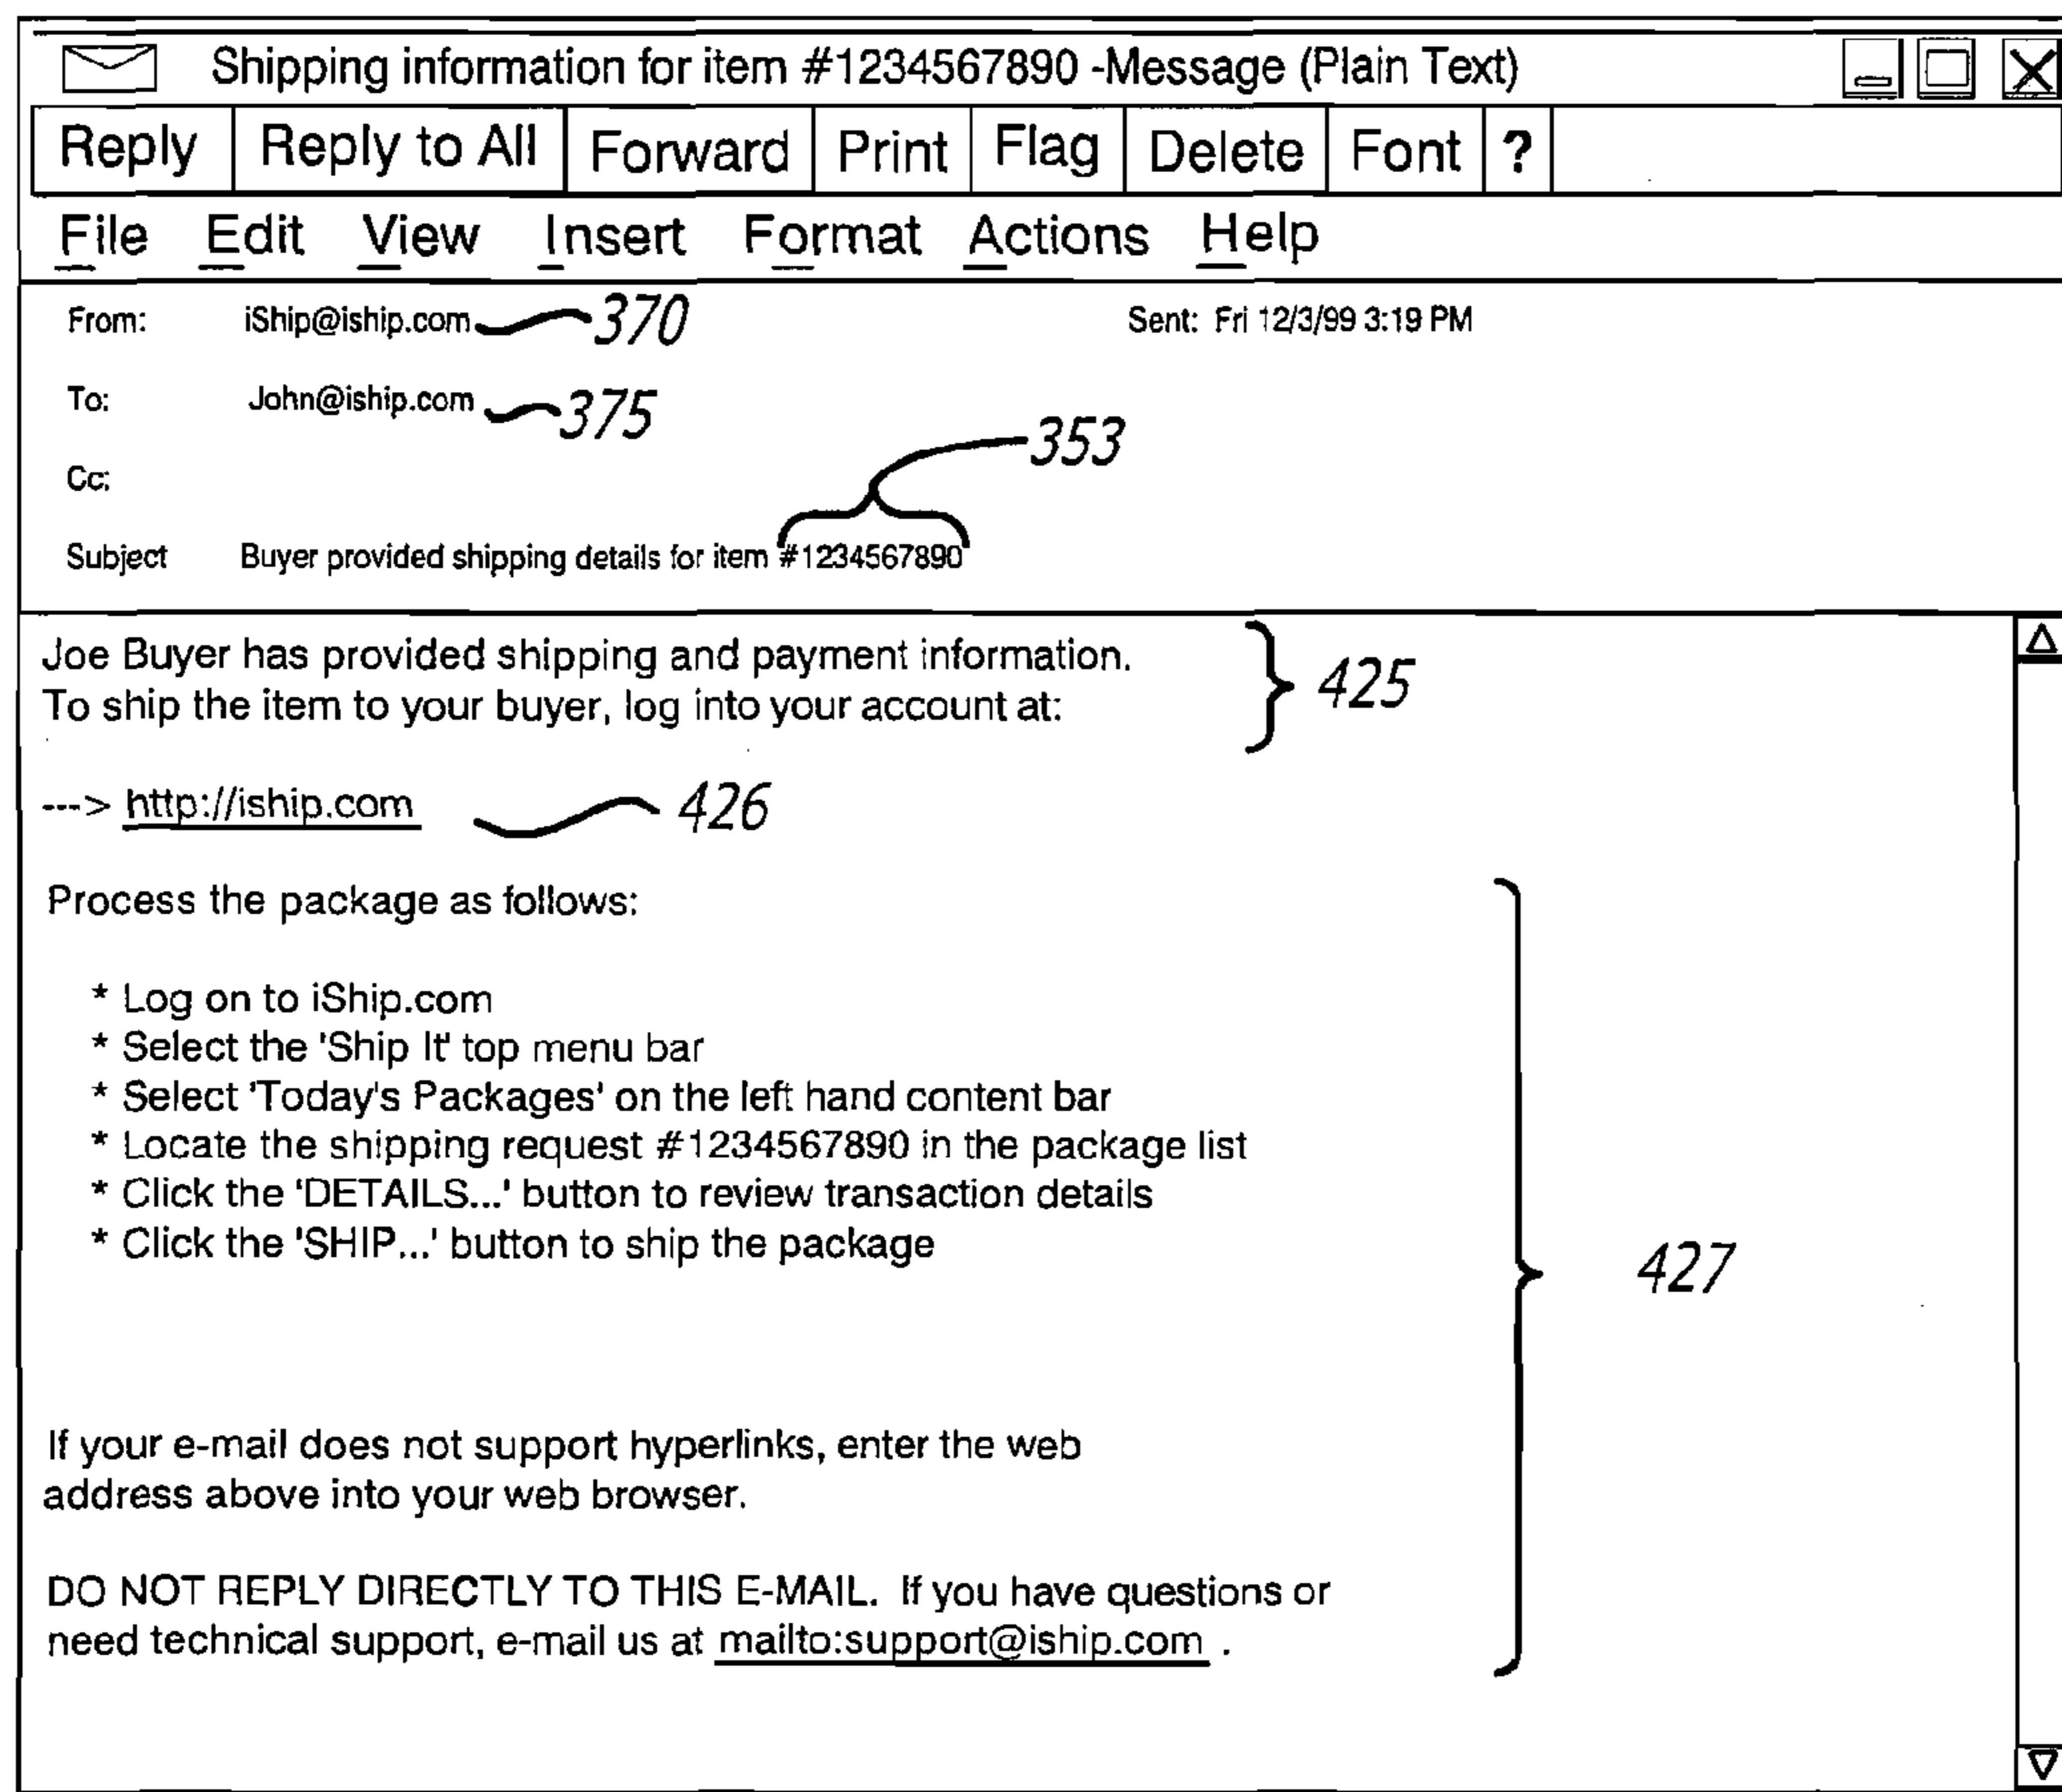 Shipping information for item #1234567890 -Message (Plain Text)
Reply Reply to All Forward Print Flag Delete Font ?
File Edit View Insert Format Actions Help
From: iShip@iship.com 370 Sent: Fri 12/3/99 3:19 PM
To: John@iship.com 375
353
Cc:
Subject Buyer provided shipping details for item #1234567890
Joe Buyer has provided shipping and payment information.
To ship the item to your buyer, log into your account at:
425
---> http://iship.com 426
Process the package as follows:
* Log on to iShip.com
* Select the 'Ship It' top menu bar
* Select 'Today's Packages' on the left hand content bar
* Locate the shipping request #1234567890 in the package list
* Click the 'DETAILS...' button to review transaction details
* Click the 'SHIP...' button to ship the package
427
If your e-mail does not support hyperlinks, enter the web
address above into your web browser.
DO NOT REPLY DIRECTLY TO THIS E-MAIL. If you have questions or
need technical support, e-mail us at mailto:support@iship.com .